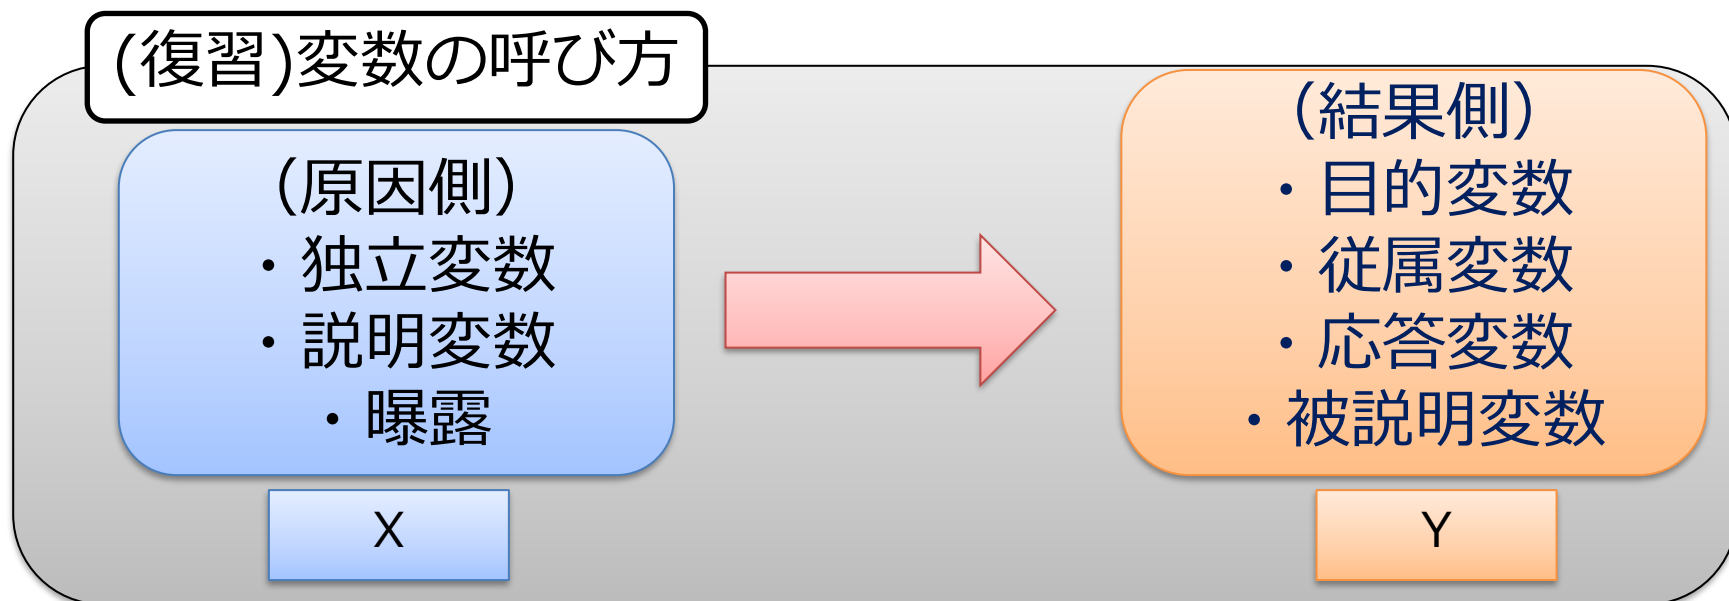 (復習)変数の呼び方
（原因側）
・独立変数
・説明変数
・曝露
X
（結果側）
・目的変数
・従属変数
・応答変数
・被説明変数
Y